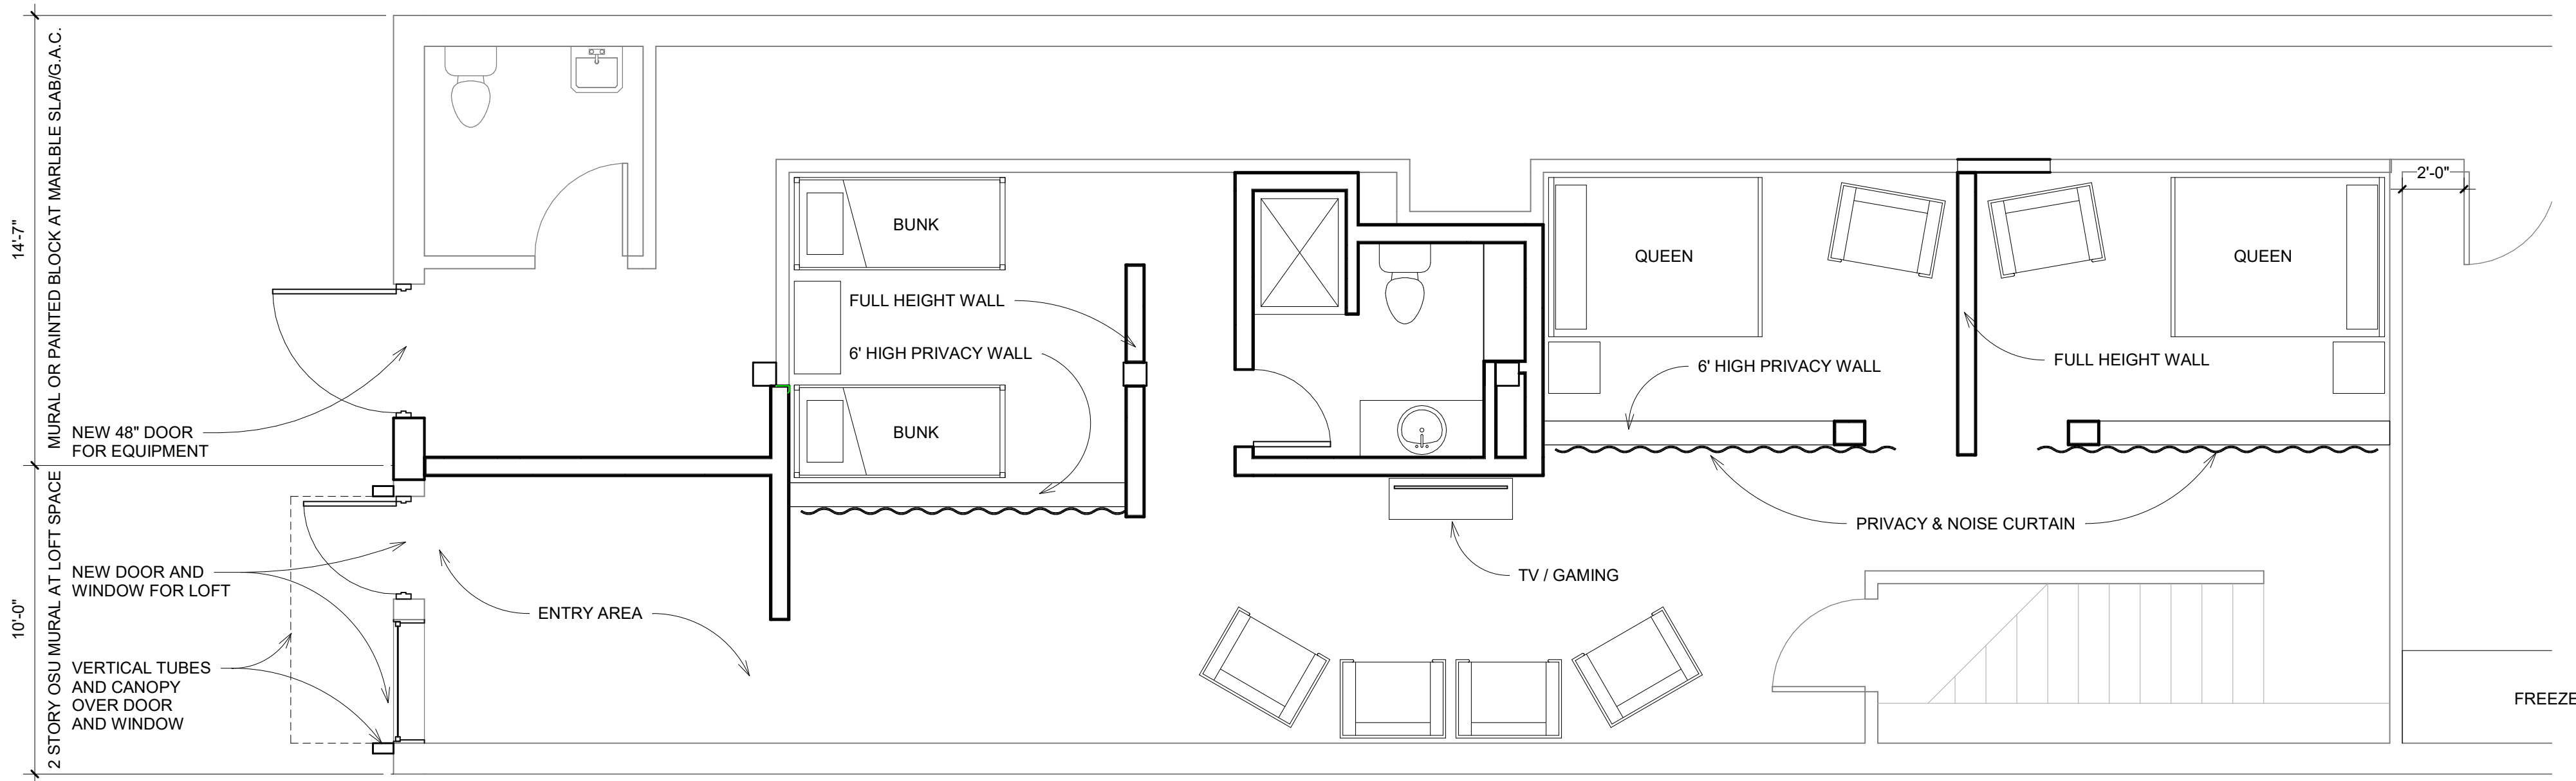 MURAL OR PAINTED BLOCK AT MARLBLE SLAB/G.A.C.
14'-7"
2 STORY OSU MURAL AT LOFT SPACE
10'-0"
NEW 48" DOOR
FOR EQUIPMENT
NEW DOOR AND
WINDOW FOR LOFT
VERTICAL TUBES
AND CANOPY
OVER DOOR
AND WINDOW
ENTRY AREA
BUNK
FULL HEIGHT WALL
6' HIGH PRIVACY WALL
BUNK
TV / GAMING
QUEEN
6' HIGH PRIVACY WALL
QUEEN
FULL HEIGHT WALL
PRIVACY & NOISE CURTAIN
2'-0"
FREEZE